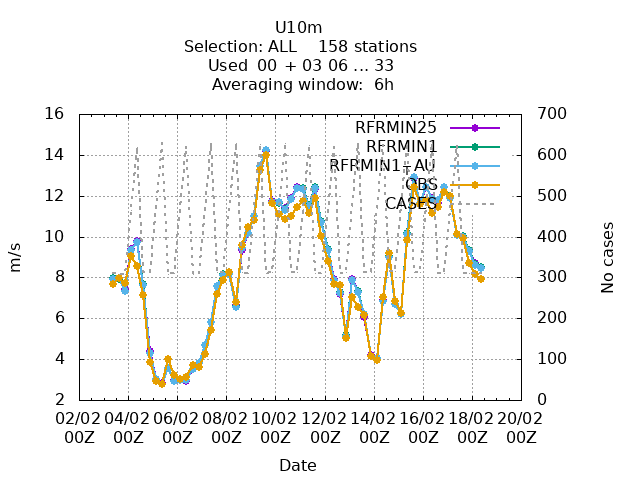 U10m
Selection: ALL    158 stations
Used  00 + 03 06 ... 33
Averaging window:  6h
16
14
12
10
8
6
4
2
700
600
500
400
300
200
100
0
m/s
No cases
RFRMIN25
RFRMIN1
RFRMIN1+AU
OBS
CASES
02/02 04/02 06/02 08/02 10/02 12/02 14/02 16/02 18/02 20/02
00Z 00Z 00Z 00Z 00Z 00Z 00Z 00Z 00Z 00Z
Date